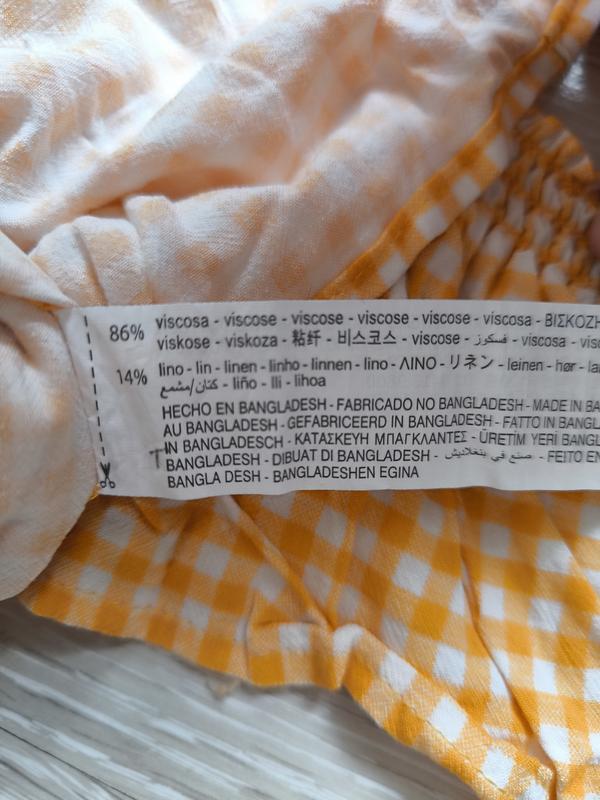 86% viscosa - viscose - viscose - viscose - viscose - viscosa - ΒΙΣΚΟΖΗ
viskose - viskoza - 粘纤 - 비스코스 - viscose - فسكوز - viscosa
14% lino - lin - linen - linho - linnen - lino - ΛΙΝΟ - リネン - leinen - hør
كتان/مشمع - liño - lli - lihoa
HECHO EN BANGLADESH - FABRICADO NO BANGLADESH - MADE IN
AU BANGLADESH - GEFABRICEERD IN BANGLADESH - FATTO IN
IN BANGLADESCH - ΚΑΤΑΣΚΕΥΗ ΜΠΑΓΚΛΑΝΤΕΣ - ÜRETİM YERİ
BANGLADESH - DIBUAT DI BANGLADESH - صنع في بنغلاديش - FEITO EN
BANGLA DESH - BANGLADESHEN EGINA